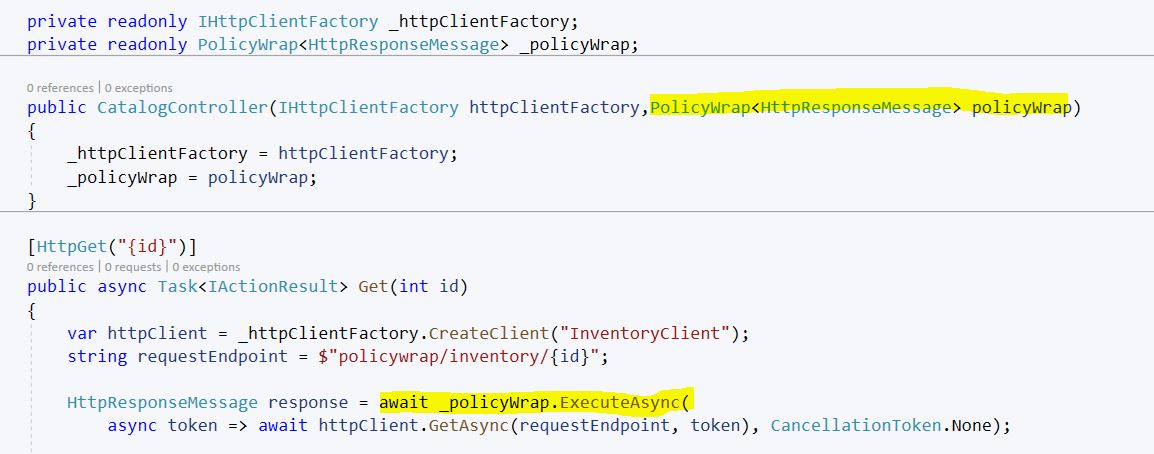 private readonly IHttpClientFactory _httpClientFactory;
private readonly PolicyWrap<HttpResponseMessage> _policyWrap;
0 references | 0 exceptions
public CatalogController(IHttpClientFactory httpClientFactory,PolicyWrap<HttpResponseMessage> policyWrap)
{
_httpClientFactory = httpClientFactory;
_policyWrap = policyWrap;
}
[HttpGet("{id}")]
0 references | 0 requests | 0 exceptions
public async Task<IActionResult> Get(int id)
{
var httpClient = _httpClientFactory.CreateClient("InventoryClient");
string requestEndpoint = $"policywrap/inventory/{id}";
HttpResponseMessage response = await _policyWrap.ExecuteAsync(
async token => await httpClient.GetAsync(requestEndpoint, token), CancellationToken.None);